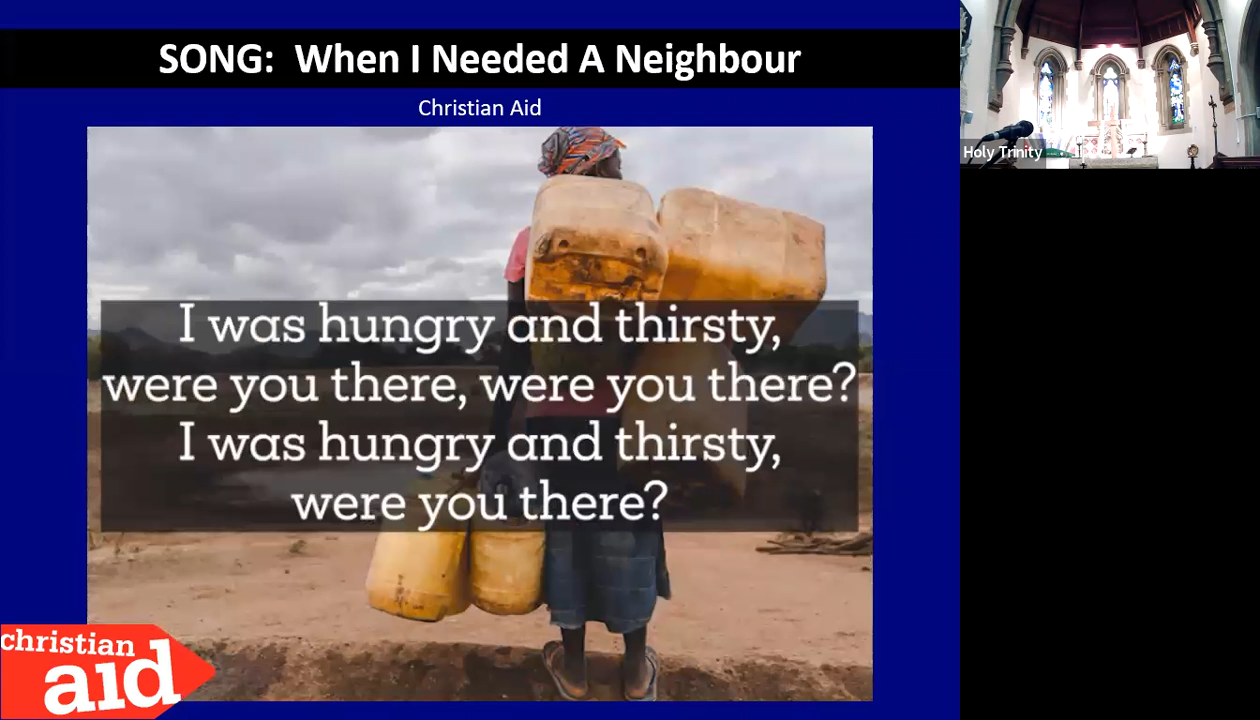 SONG:  When I Needed A Neighbour
Christian Aid
I was hungry and thirsty,
were you there, were you there?
I was hungry and thirsty,
were you there?
christian
aid
Holy Trinity